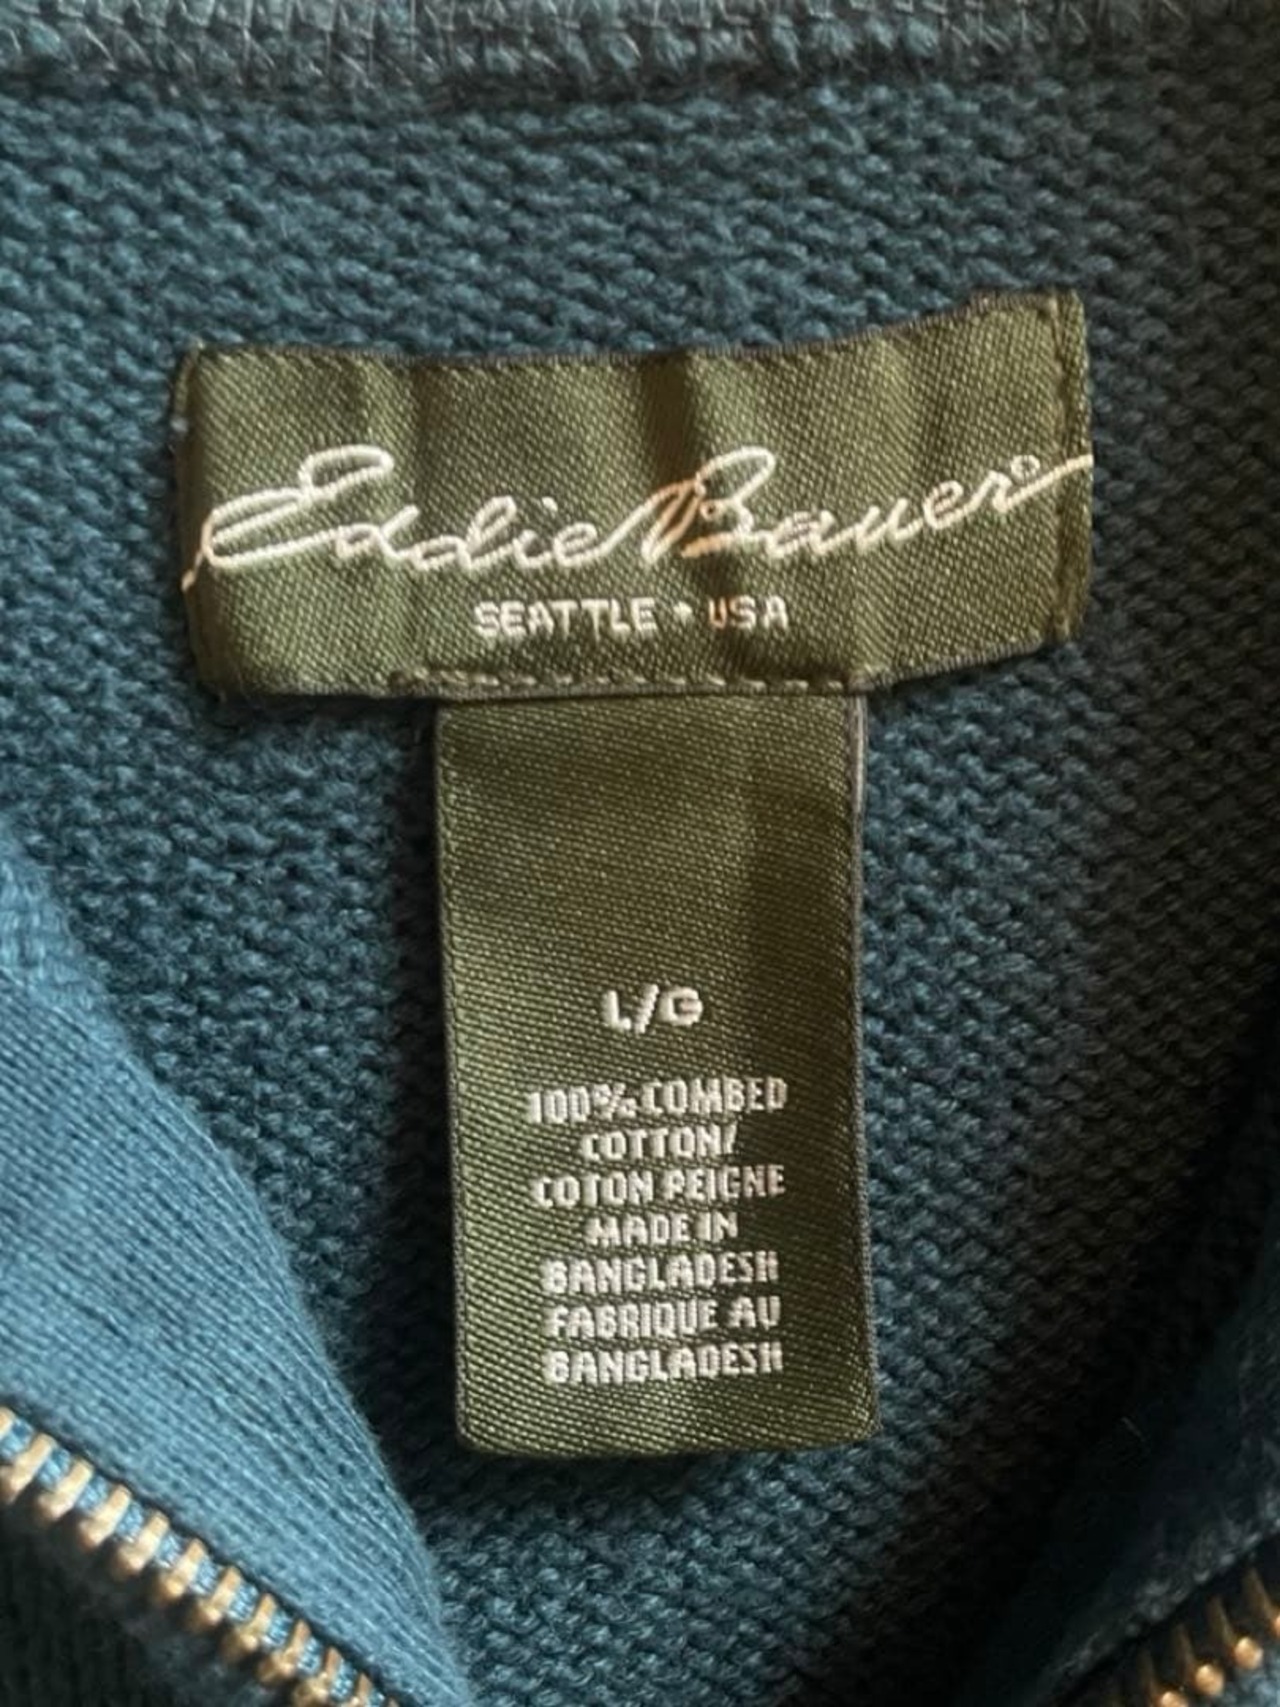 Eddie Bauer®
SEATTLE • USA
L/G
100% COMBED
COTTON/
COTON PEIGNE
MADE IN
BANGLADESH
FABRIQUE AU
BANGLADESH